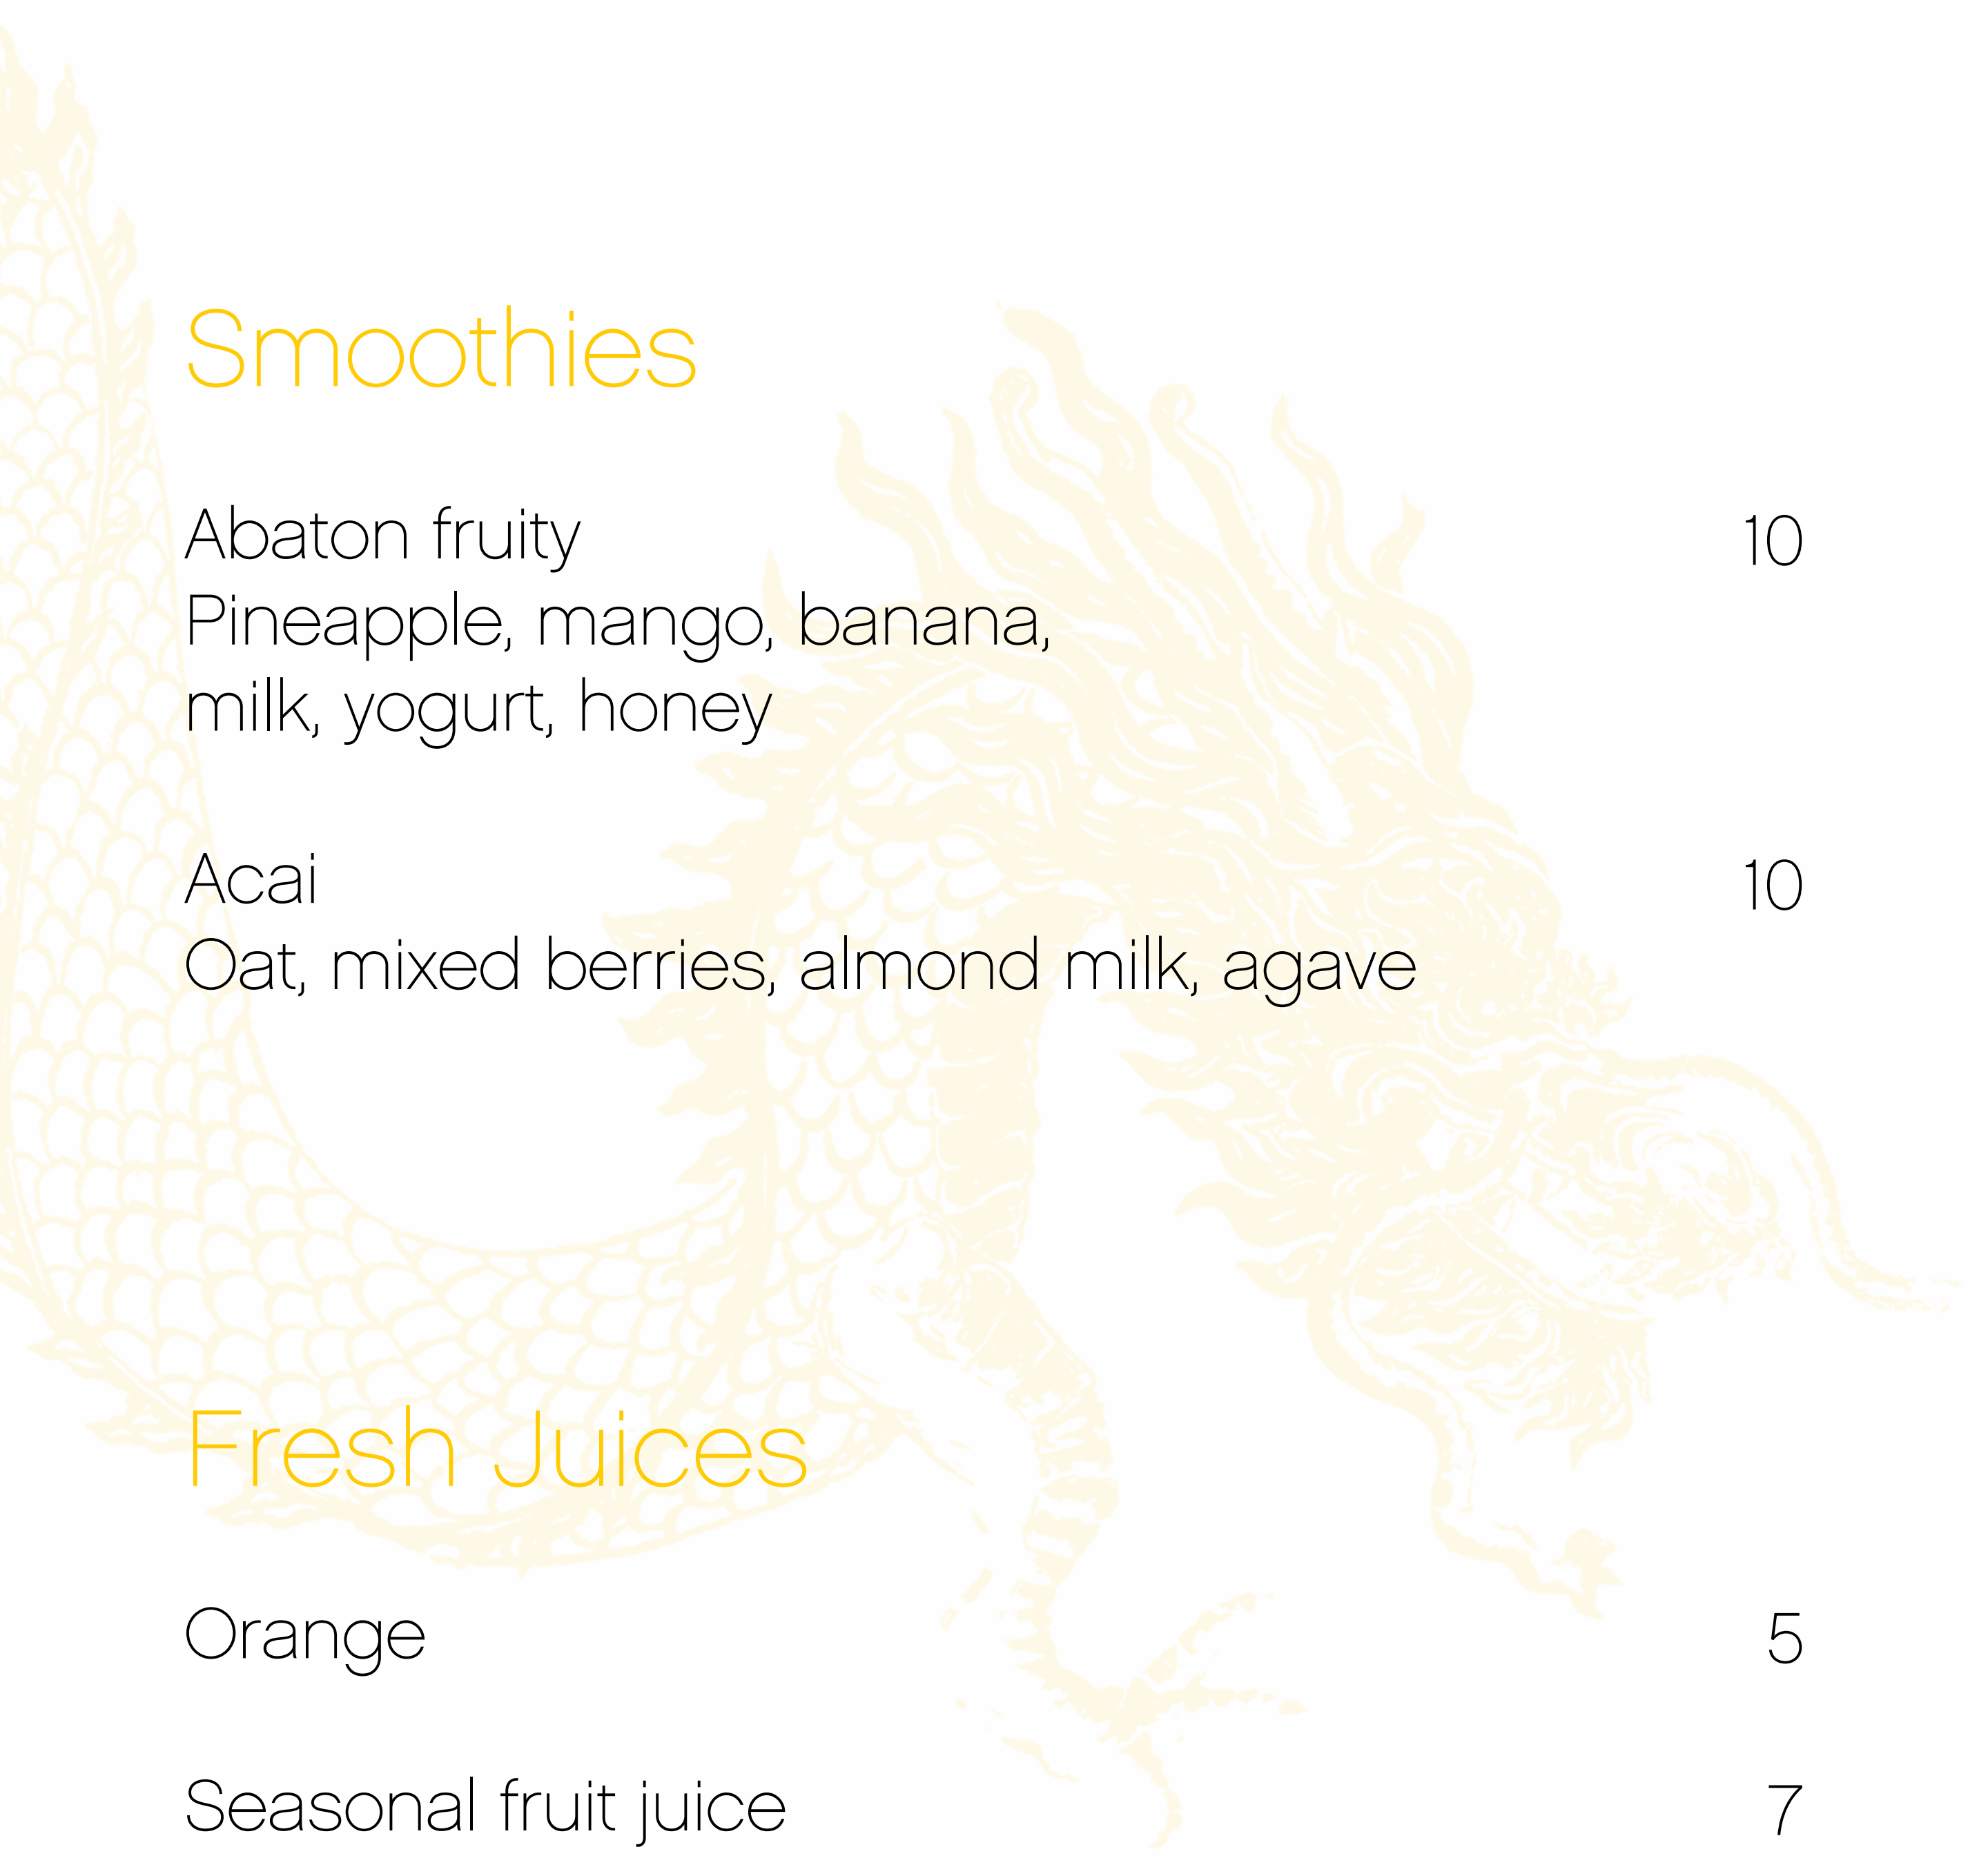 Smoothies
Abaton fruity 10
Pineapple, mango, banana,
milk, yogurt, honey
Acai 10
Oat, mixed berries, almond milk, agave
Fresh Juices
Orange 5
Seasonal fruit juice 7